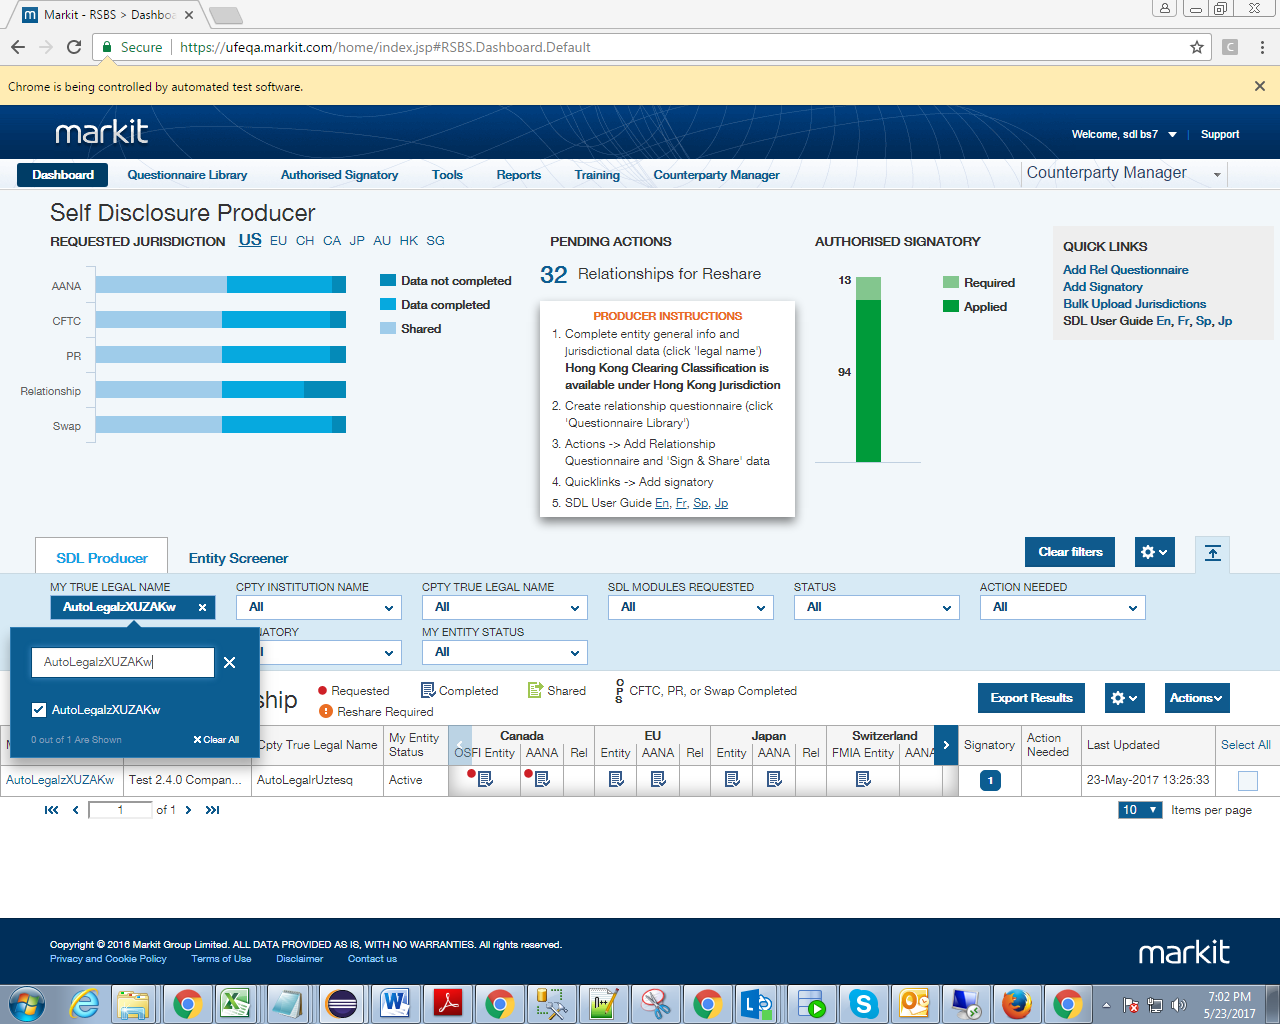 Markit - RSBS > Dashboa
Secure https://ufeqa.markit.com/home/index.jsp#RSBS.Dashboard.Default
Chrome is being controlled by automated test software.
markit
Welcome, sdl bs7 Support
Dashboard Questionnaire Library Authorised Signatory Tools Reports Training Counterparty Manager Counterparty Manager
Self Disclosure Producer
REQUESTED JURISDICTION US EU CH CA JP AU HK SG
AANA
CFTC
PR
Relationship
Swap
Data not completed
Data completed
Shared
PENDING ACTIONS
32 Relationships for Reshare
PRODUCER INSTRUCTIONS
1. Complete entity general info and
jurisdictional data (click 'legal name')
Hong Kong Clearing Classification is
available under Hong Kong Jurisdiction
2. Create relationship questionnaire (click
'Questionnaire Library')
3. Actions -> Add Relationship
Questionnaire and 'Sign & Share' data
4. Quicklinks -> Add signatory
5. SDL User Guide En, Fr, Sp, Jp
AUTHORISED SIGNATORY
13
94
Required
Applied
QUICK LINKS
Add Rel Questionnaire
Add Signatory
Bulk Upload Jurisdictions
SDL User Guide En, Fr, Sp, Jp
SDL Producer Entity Screener Clear filters
MY TRUE LEGAL NAME CPTY INSTITUTION NAME CPTY TRUE LEGAL NAME SDL MODULES REQUESTED STATUS ACTION NEEDED
AutoLegalzXUZAKw All All All All All
NATORY MY ENTITY STATUS
All
AutoLegalzXUZAKw
AutoLegalzXUZAKw
0 out of 1 Are Shown Clear All
ship Requested Completed Shared OPS CFTC, PR, or Swap Completed Export Results Actions
Reshare Required
Cpty True Legal Name My Entity Status Canada EU Japan Switzerland Signatory Action Needed Last Updated Select All
OSFI Entity AANA Rel Entity AANA Rel Entity AANA Rel FMIA Entity AANA
AutoLegalzXUZAKw Test 2.4.0 Compan... AutoLegalrUztesq Active 1 23-May-2017 13:25:33
1 of 1 10 Items per page
Copyright © 2016 Markit Group Limited. ALL DATA PROVIDED AS IS, WITH NO WARRANTIES. All rights reserved.
Privacy and Cookie Policy Terms of Use Disclaimer Contact us
markit
7:02 PM
5/23/2017